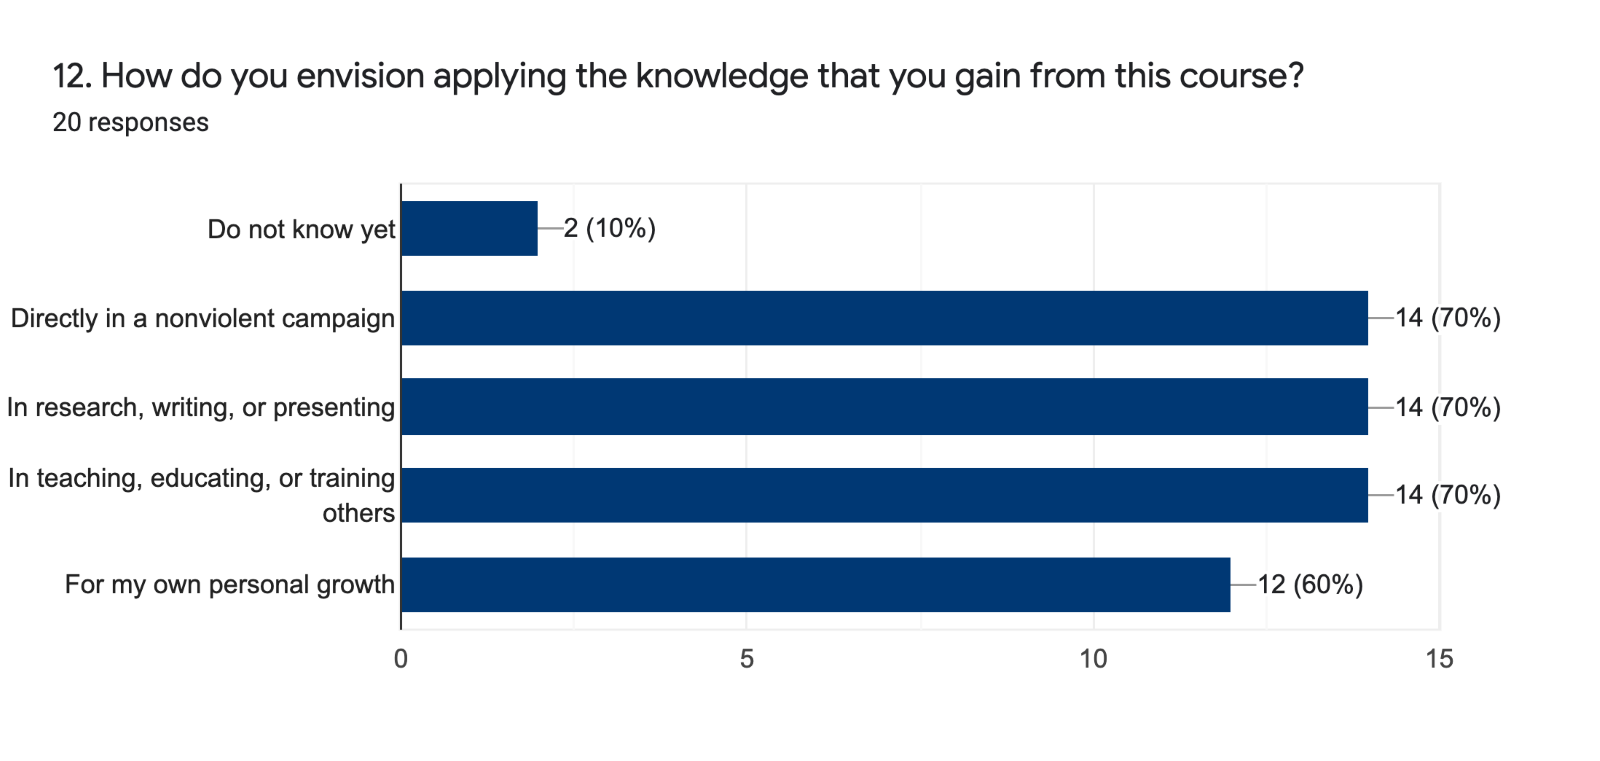 12. How do you envision applying the knowledge that you gain from this course?
20 responses
Do not know yet
2 (10%)
Directly in a nonviolent campaign
14 (70%)
In research, writing, or presenting
14 (70%)
In teaching, educating, or training
others
14 (70%)
For my own personal growth
12 (60%)
0
5
10
15